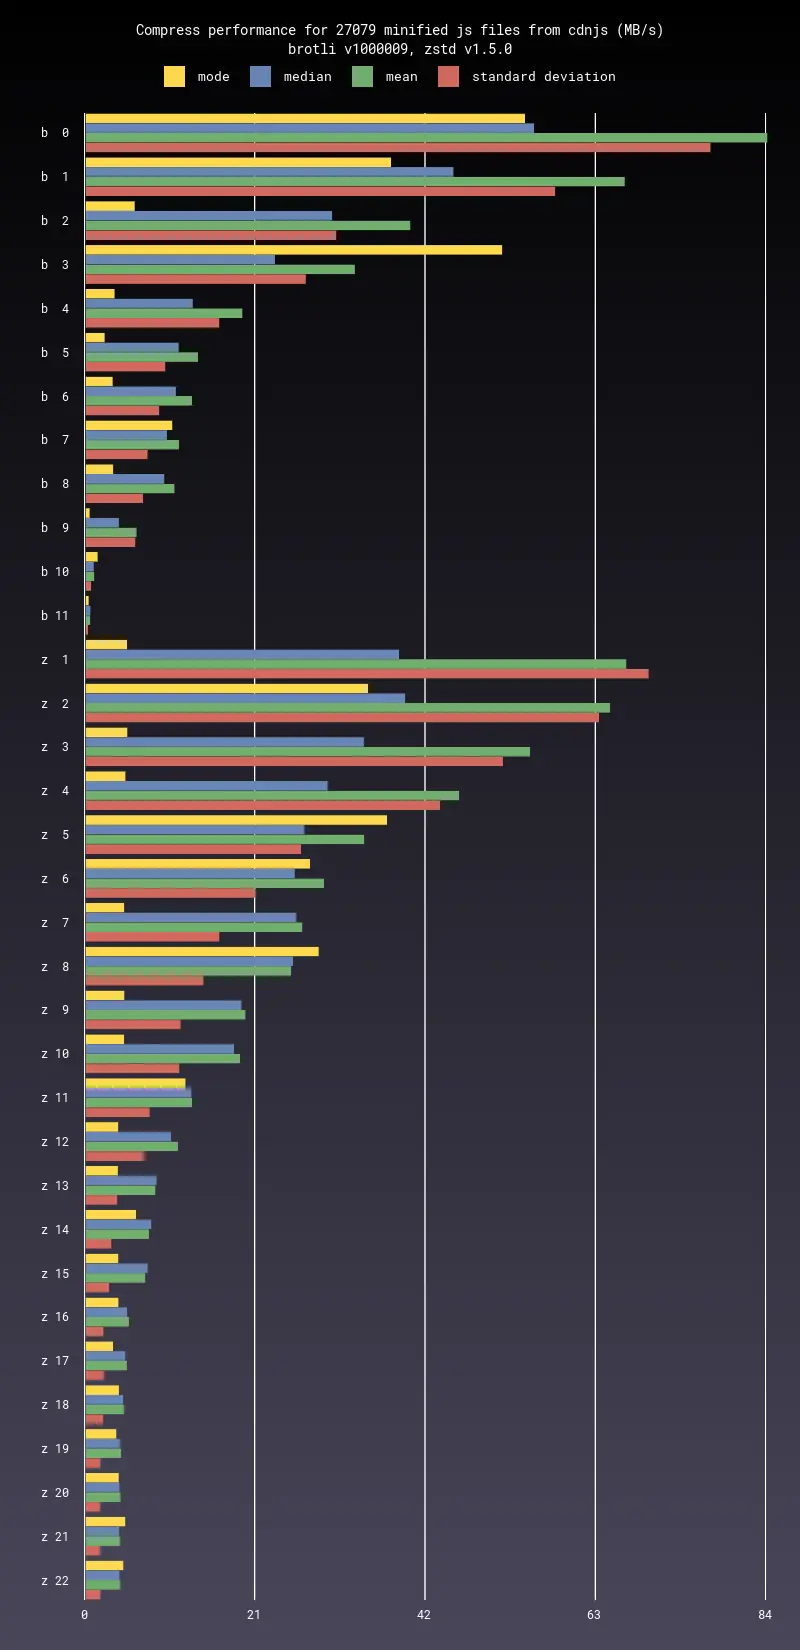 Compress performance for 27079 minified js files from cdnjs (MB/s)
brotli v1000009, zstd v1.5.0
mode median mean standard deviation
b 0
b 1
b 2
b 3
b 4
b 5
b 6
b 7
b 8
b 9
b 10
b 11
z 1
z 2
z 3
z 4
z 5
z 6
z 7
z 8
z 9
z 10
z 11
z 12
z 13
z 14
z 15
z 16
z 17
z 18
z 19
z 20
z 21
z 22
0 21 42 63 84